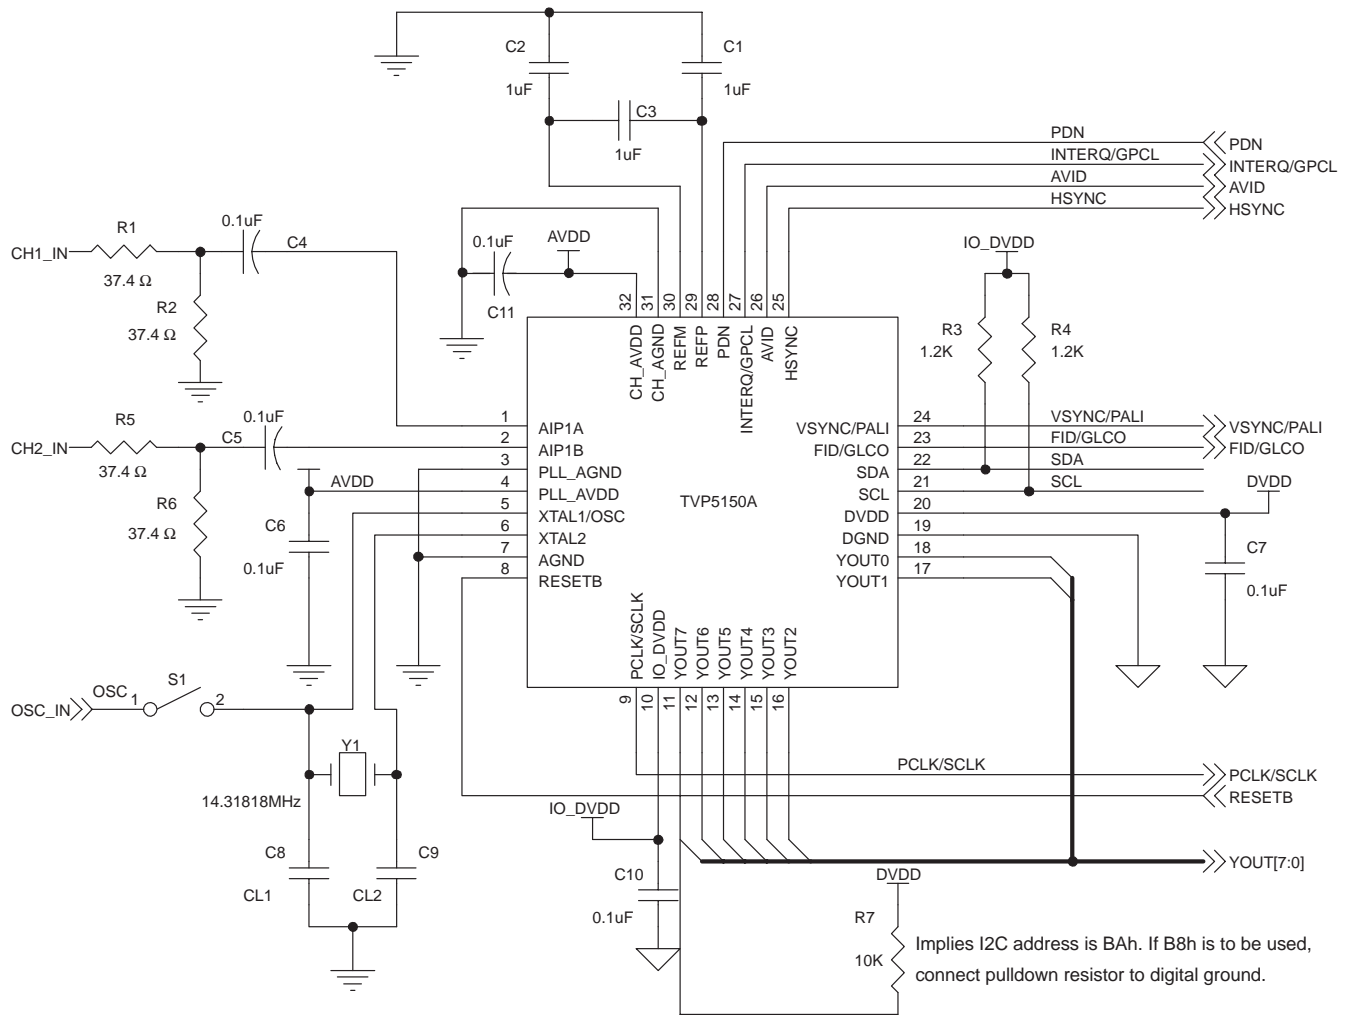 C2
C1
1uF
1uF
C3
1uF
PDN
PDN
INTERQ/GPCL
INTERQ/GPCL
AVID
AVID
HSYNC
HSYNC
R1
0.1uF
C4
CH1_IN
37.4 Ω
R2
37.4 Ω
0.1uF
AVDD
C11
IO_DVDD
R3
1.2K
R4
1.2K
32
31
30
29
28
27
26
25
CH_AVDD
CH_AGND
REFM
REFP
PDN
INTERQ/GPCL
AVID
HSYNC
R5
0.1uF
C5
CH2_IN
37.4 Ω
R6
37.4 Ω
AVDD
C6
0.1uF
1
AIP1A
2
AIP1B
3
PLL_AGND
4
PLL_AVDD
5
XTAL1/OSC
6
XTAL2
7
AGND
8
RESETB
TVP5150A
24
VSYNC/PALI
VSYNC/PALI
VSYNC/PALI
23
FID/GLCO
FID/GLCO
FID/GLCO
22
SDA
SDA
21
SCL
SCL
20
DVDD
DVDD
19
DGND
18
YOUT0
17
YOUT1
C7
0.1uF
PCLK/SCLK
IO_DVDD
YOUT7
YOUT6
YOUT5
YOUT4
YOUT3
YOUT2
9
10
11
12
13
14
15
16
OSC_IN
OSC
1
S1
2
Y1
14.31818MHz
C8
CL1
C9
CL2
PCLK/SCLK
PCLK/SCLK
RESETB
IO_DVDD
C10
0.1uF
YOUT[7:0]
DVDD
R7
10K
Implies I2C address is BAh. If B8h is to be used,
connect pulldown resistor to digital ground.